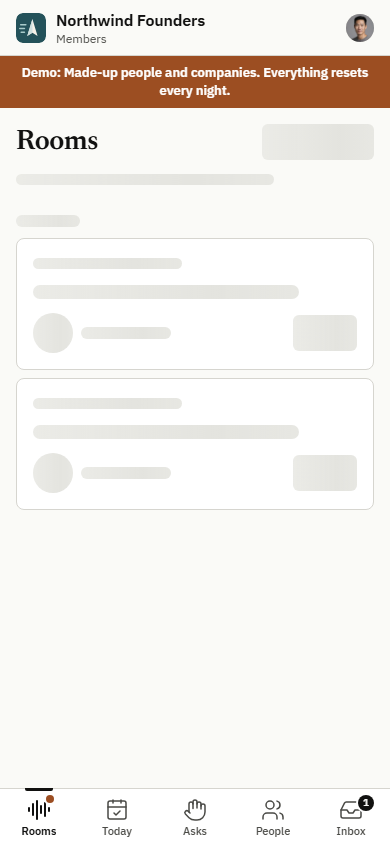 Northwind Founders
Members
Demo: Made-up people and companies. Everything resets
every night.
Rooms
Rooms
Today
Asks
People
1
Inbox